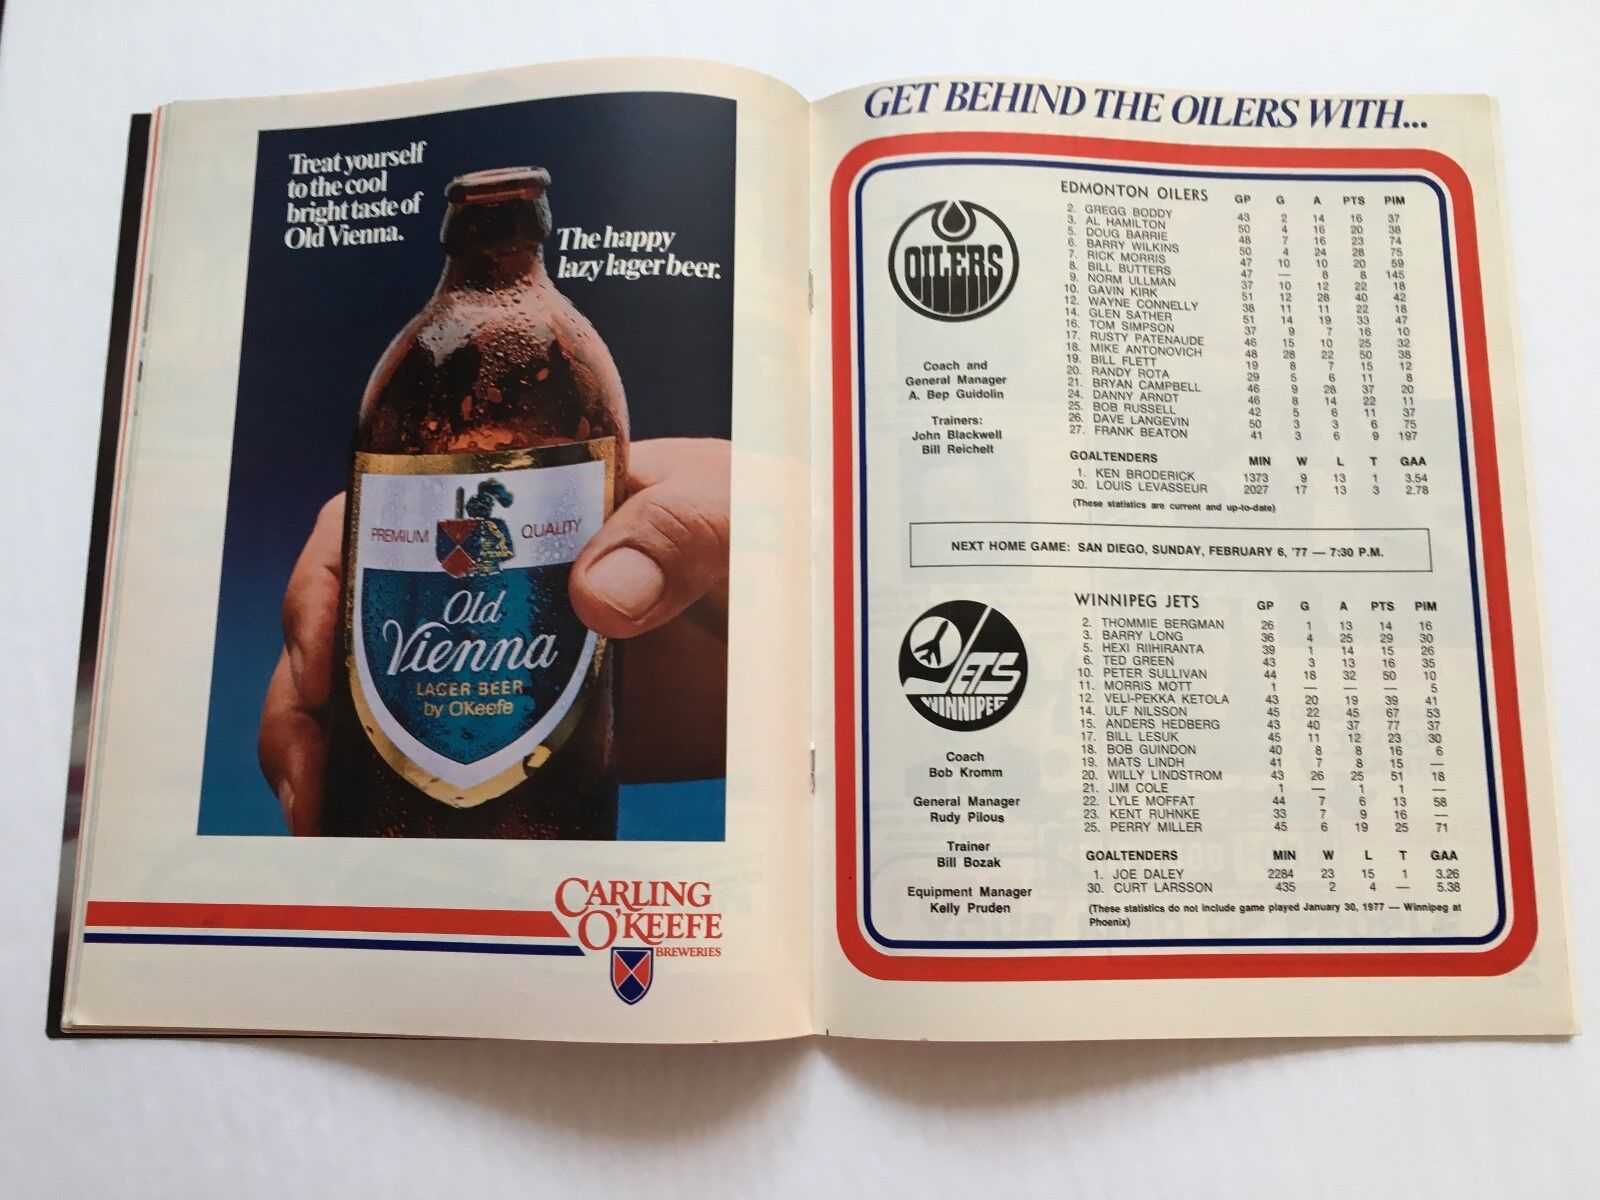 Treat yourself
to the cool
bright taste of
Old Vienna.
The happy
lazy lager beer.
PREMIUM QUALITY
Old
Vienna
LAGER BEER
by O'Keefe
CARLING
O'KEEFE
BREWERIES
GET BEHIND THE OILERS WITH...
OILERS
Coach and
General Manager
A. Bep Guidolin
Trainers:
John Blackwell
Bill Reichelt
EDMONTON OILERS GP G A PTS PIM
2. GREGG BODDY 43 2 14 16 37
3. AL HAMILTON 50 4 16 20 38
5. DOUG BARRIE 48 7 16 23 74
6. BARRY WILKINS 50 4 24 28 75
7. RICK MORRIS 47 10 10 20 59
8. BILL BUTTERS 47 — 8 8 145
9. NORM ULLMAN 37 10 12 22 18
10. GAVIN KIRK 51 12 28 40 42
12. WAYNE CONNELLY 38 11 11 22 18
14. GLEN SATHER 51 14 19 33 47
16. TOM SIMPSON 37 9 7 16 10
17. RUSTY PATENAUDE 46 15 10 25 32
18. MIKE ANTONOVICH 48 28 22 50 38
19. BILL FLETT 19 8 7 15 12
20. RANDY ROTA 29 5 6 11 8
21. BRYAN CAMPBELL 46 9 28 37 20
24. DANNY ARNDT 46 8 14 22 11
25. BOB RUSSELL 42 5 6 11 37
26. DAVE LANGEVIN 50 3 3 6 75
27. FRANK BEATON 41 3 6 9 197
GOALTENDERS MIN W L T GAA
1. KEN BRODERICK 1373 9 13 1 3.54
30. LOUIS LEVASSEUR 2027 17 13 3 2.78
(These statistics are current and up-to-date)
NEXT HOME GAME: SAN DIEGO, SUNDAY, FEBRUARY 6, '77 — 7:30 P.M.
JETS
WINNIPEG
Coach
Bob Kromm
General Manager
Rudy Pilous
Trainer
Bill Bozak
Equipment Manager
Kelly Pruden
WINNIPEG JETS GP G A PTS PIM
2. THOMMIE BERGMAN 26 1 13 14 16
3. BARRY LONG 36 4 25 29 30
5. HEXI RIIHIRANTA 39 1 14 15 26
6. TED GREEN 43 3 13 16 35
10. PETER SULLIVAN 44 18 32 50 10
11. MORRIS MOTT 1 — — — 5
12. VELI-PEKKA KETOLA 43 20 19 39 41
14. ULF NILSSON 45 22 45 67 53
15. ANDERS HEDBERG 43 40 37 77 37
17. BILL LESUK 45 11 12 23 30
18. BOB GUINDON 40 8 8 16 6
19. MATS LINDH 41 7 8 15 —
20. WILLY LINDSTROM 43 26 25 51 18
21. JIM COLE 1 — 1 1 —
22. LYLE MOFFAT 44 7 6 13 58
23. KENT RUHNKE 33 7 9 16 —
25. PERRY MILLER 45 6 19 25 71
GOALTENDERS MIN W L T GAA
1. JOE DALEY 2284 23 15 1 3.26
30. CURT LARSSON 435 2 4 — 5.38
(These statistics do not include game played January 30, 1977 — Winnipeg at
Phoenix)